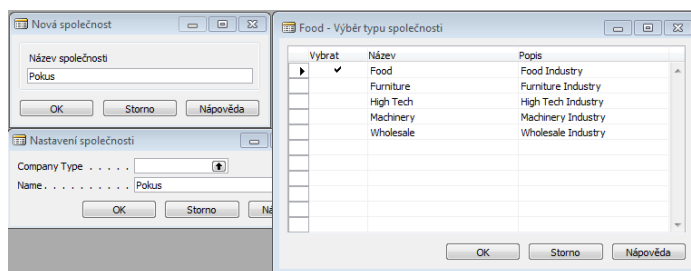 Nová společnost
Název společnosti
Pokus
OK Storno Nápověda
Nastavení společnosti
Company Type . . . . .
Name. . . . . . . . . . Pokus
OK Storno Ná
Food - Výběr typu společnosti
Vybrat Název Popis
Food Food Industry
Furniture Furniture Industry
High Tech High Tech Industry
Machinery Machinery Industry
Wholesale Wholesale Industry
OK Storno Nápověda